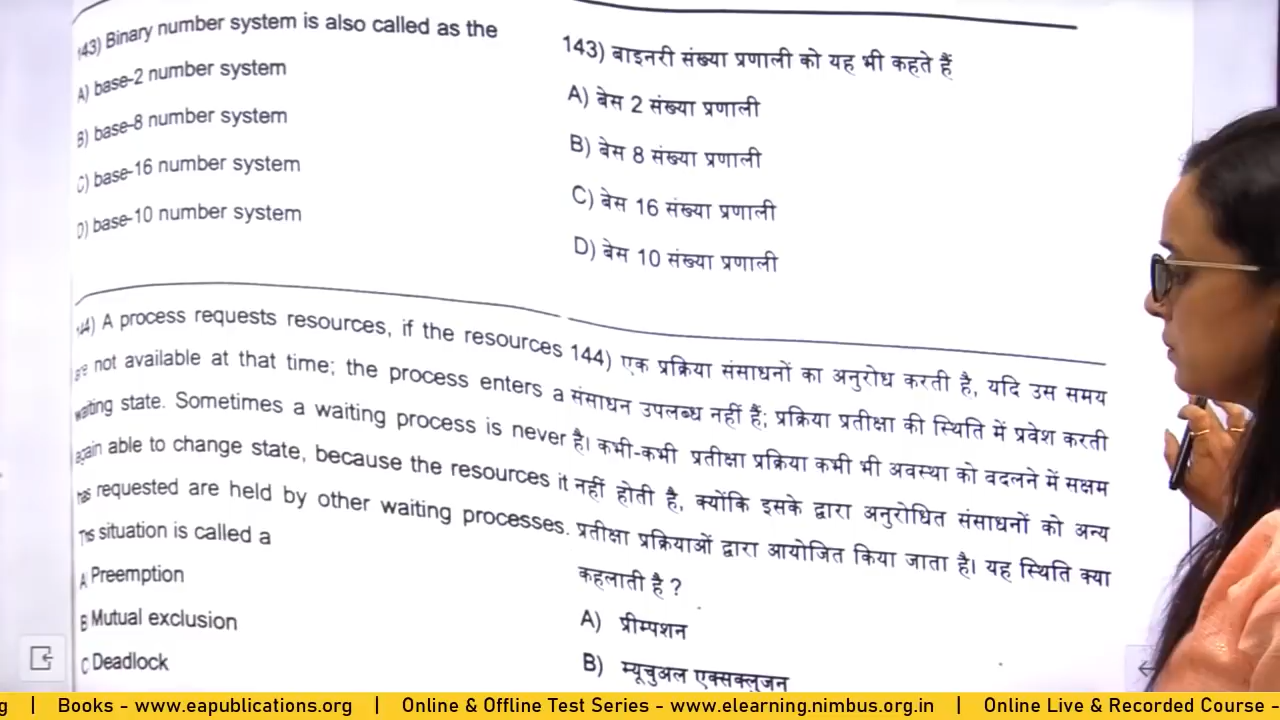 143) Binary number system is also called as the
A) base-2 number system
B) base-8 number system
C) base-16 number system
D) base-10 number system
143) बाइनरी संख्या प्रणाली को यह भी कहते हैं
A) बेस 2 संख्या प्रणाली
B) बेस 8 संख्या प्रणाली
C) बेस 16 संख्या प्रणाली
D) बेस 10 संख्या प्रणाली
144) A process requests resources, if the resources
are not available at that time; the process enters a
waiting state. Sometimes a waiting process is never
again able to change state, because the resources it
has requested are held by other waiting processes.
This situation is called a
A Preemption
B Mutual exclusion
C Deadlock
144) एक प्रक्रिया संसाधनों का अनुरोध करती है, यदि उस समय
संसाधन उपलब्ध नहीं हैं; प्रक्रिया प्रतीक्षा की स्थिति में प्रवेश करती
है। कभी-कभी प्रतीक्षा प्रक्रिया कभी भी अवस्था को बदलने में सक्षम
नहीं होती है, क्योंकि इसके द्वारा अनुरोधित संसाधनों को अन्य
प्रतीक्षा प्रक्रियाओं द्वारा आयोजित किया जाता है। यह स्थिति क्या
कहलाती है ?
A) प्रीम्पशन
B) म्यूचुअल एक्सक्लूजन
g | Books - www.eapublications.org | Online & Offline Test Series - www.elearning.nimbus.org.in | Online Live & Recorded Course -